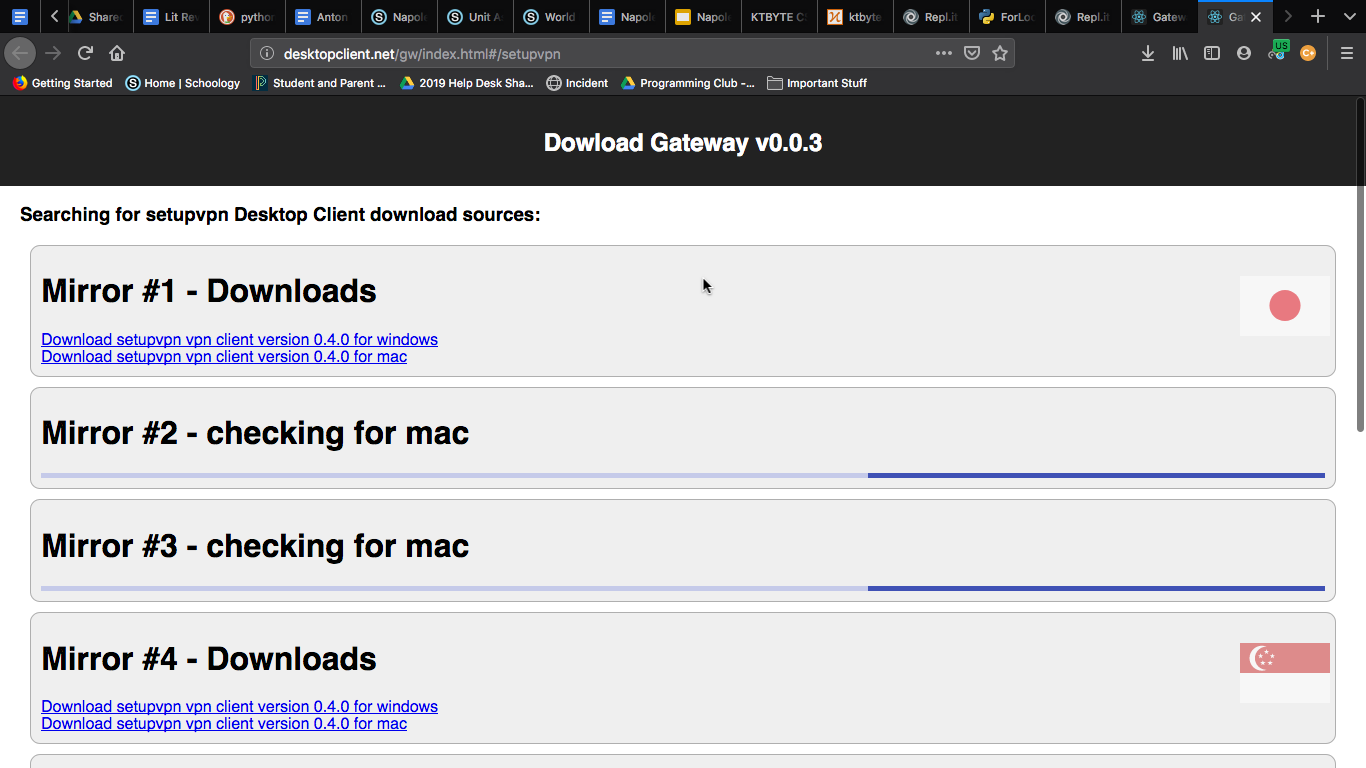 Shared
Lit Rev
python
Anton
Napole
Unit A
World
Napole
Napole
KTBYTE C
ktbyte
Repl.it
ForLoo
Repl.it
Gatew
Ga
desktopclient.net/gw/index.html#/setupvpn
US
C+
Getting Started
Home | Schoology
Student and Parent ...
2019 Help Desk Sha...
Incident
Programming Club -...
Important Stuff
Dowload Gateway v0.0.3
Searching for setupvpn Desktop Client download sources:
Mirror #1 - Downloads
Download setupvpn vpn client version 0.4.0 for windows
Download setupvpn vpn client version 0.4.0 for mac
Mirror #2 - checking for mac
Mirror #3 - checking for mac
Mirror #4 - Downloads
Download setupvpn vpn client version 0.4.0 for windows
Download setupvpn vpn client version 0.4.0 for mac